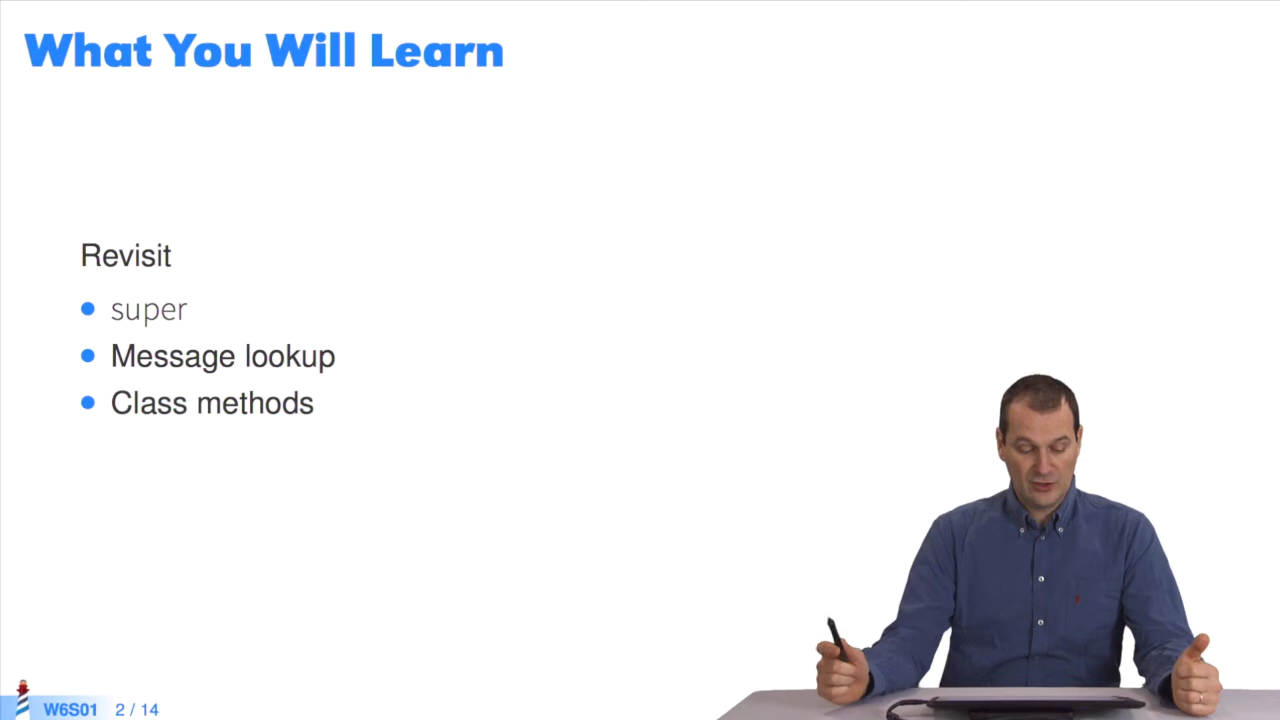 What You Will Learn
Revisit
super
Message lookup
Class methods
W6S01 2 / 14